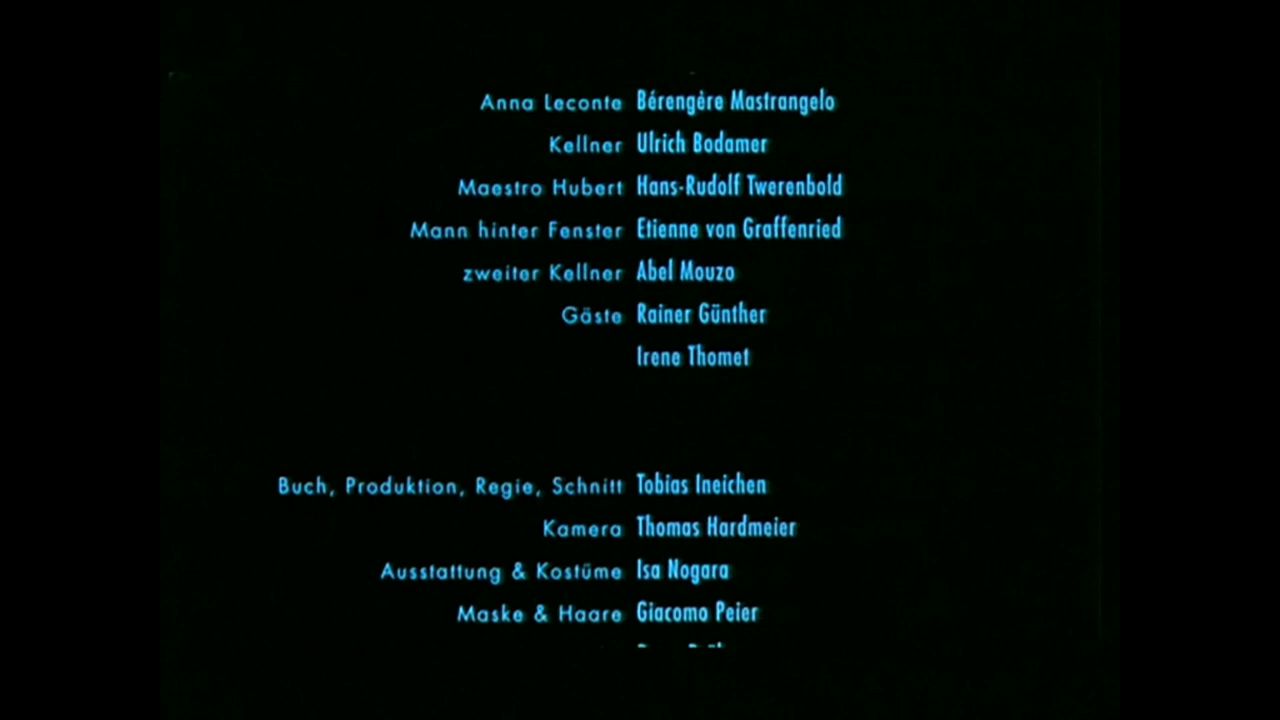 Anna Leconte Bérengère Mastrangelo
Kellner Ulrich Bodamer
Maestro Hubert Hans-Rudolf Twerenbold
Mann hinter Fenster Etienne von Graffenried
zweiter Kellner Abel Mouzo
Gäste Rainer Günther
Irene Thomet
Buch, Produktion, Regie, Schnitt Tobias Ineichen
Kamera Thomas Hardmeier
Ausstattung & Kostüme Isa Nogara
Maske & Haare Giacomo Peier